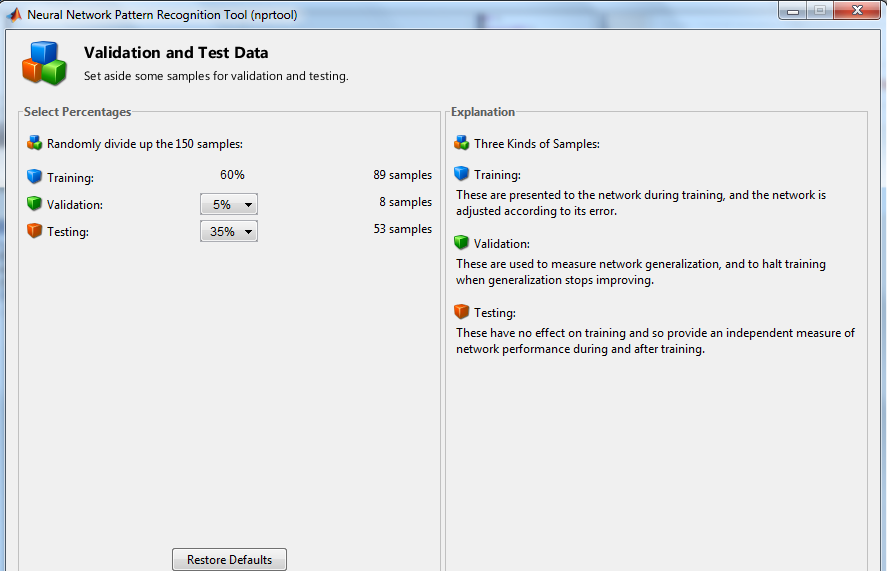 Neural Network Pattern Recognition Tool (nprtool)
Validation and Test Data
Set aside some samples for validation and testing.
Select Percentages
Randomly divide up the 150 samples:
Training: 60% 89 samples
Validation: 5% 8 samples
Testing: 35% 53 samples
Restore Defaults
Explanation
Three Kinds of Samples:
Training:
These are presented to the network during training, and the network is
adjusted according to its error.
Validation:
These are used to measure network generalization, and to halt training
when generalization stops improving.
Testing:
These have no effect on training and so provide an independent measure of
network performance during and after training.